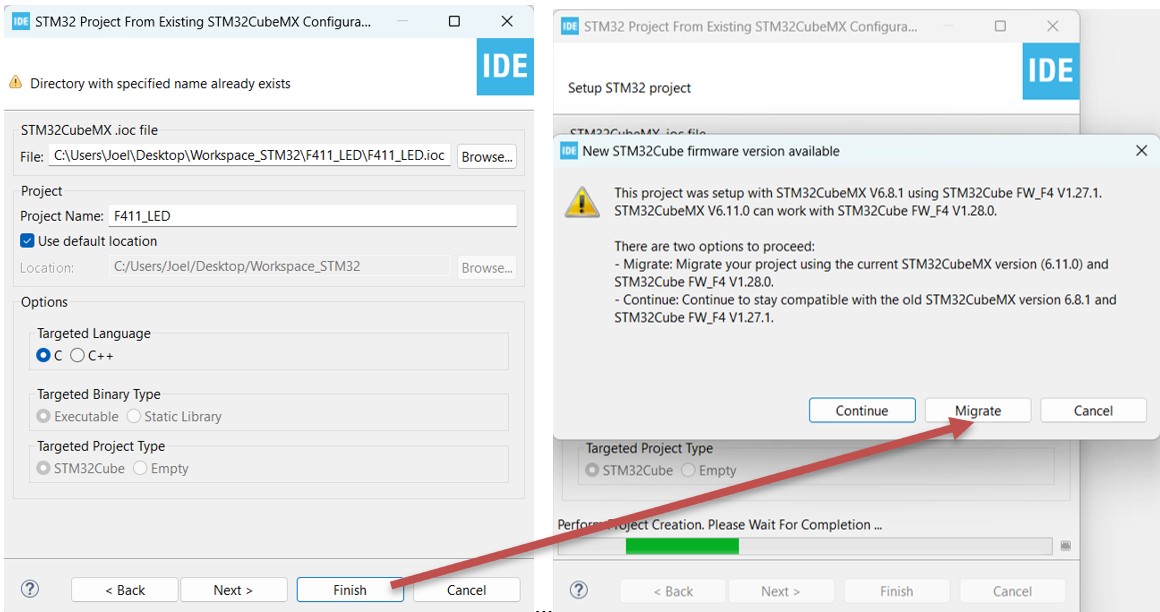 IDE STM32 Project From Existing STM32CubeMX Configura...
Directory with specified name already exists
IDE
STM32CubeMX .ioc file
File: C:\Users\Joel\Desktop\Workspace_STM32\F411_LED\F411_LED.ioc Browse...
Project
Project Name: F411_LED
Use default location
Location: C:/Users/Joel/Desktop/Workspace_STM32 Browse...
Options
Targeted Language
C C++
Targeted Binary Type
Executable Static Library
Targeted Project Type
STM32Cube Empty
? < Back Next > Finish Cancel
...
IDE STM32 Project From Existing STM32CubeMX Configura...
Setup STM32 project
IDE
STM32CubeMX .ioc file
IDE New STM32Cube firmware version available
This project was setup with STM32CubeMX V6.8.1 using STM32Cube FW_F4 V1.27.1.
STM32CubeMX V6.11.0 can work with STM32Cube FW_F4 V1.28.0.
There are two options to proceed:
- Migrate: Migrate your project using the current STM32CubeMX version (6.11.0) and
STM32Cube FW_F4 V1.28.0.
- Continue: Continue to stay compatible with the old STM32CubeMX version 6.8.1 and
STM32Cube FW_F4 V1.27.1.
Continue Migrate Cancel
Targeted Project Type
STM32Cube Empty
Perform Project Creation. Please Wait For Completion ...
? < Back Next > Finish Cancel